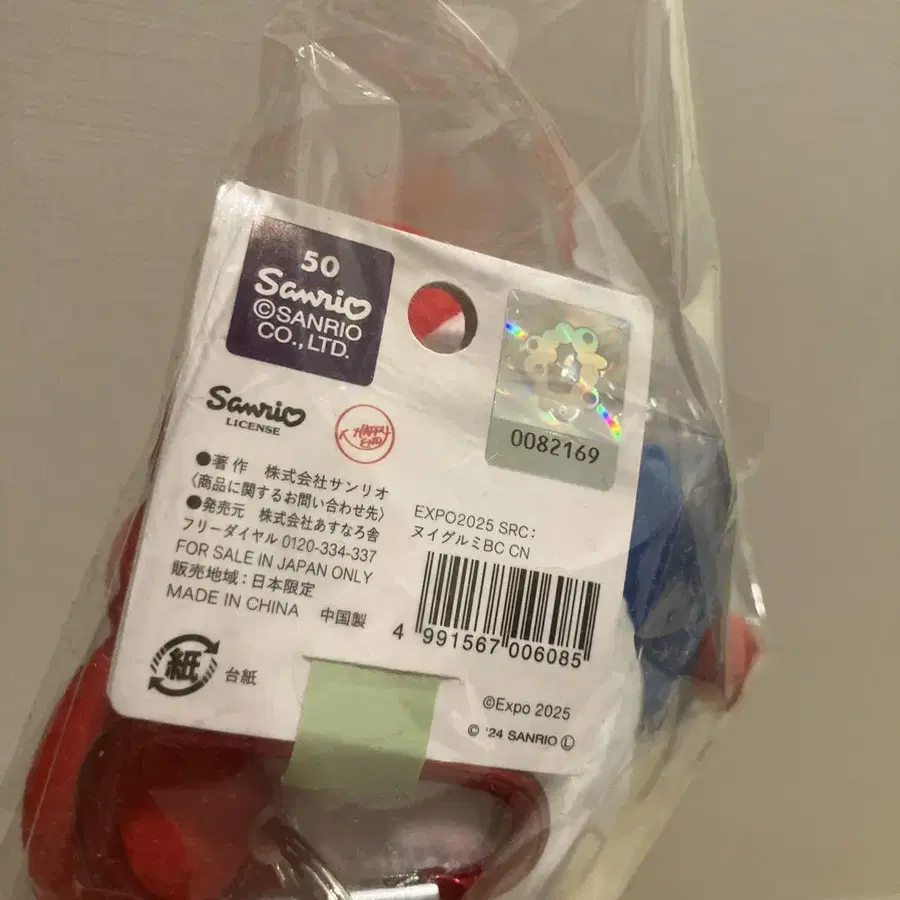 50
Sanrio
©SANRIO
CO., LTD.
0082169
Sanrio
LICENSE
HAPPY
END
●著作 株式会社サンリオ
〈商品に関するお問い合わせ先〉
●発売元 株式会社あすなろ舎
フリーダイヤル 0120-334-337
FOR SALE IN JAPAN ONLY
販売地域：日本限定
MADE IN CHINA 中国製
EXPO2025 SRC:
ヌイグルミBC CN
4 991567 006085
紙
台紙
©Expo 2025
© '24 SANRIO Ⓛ